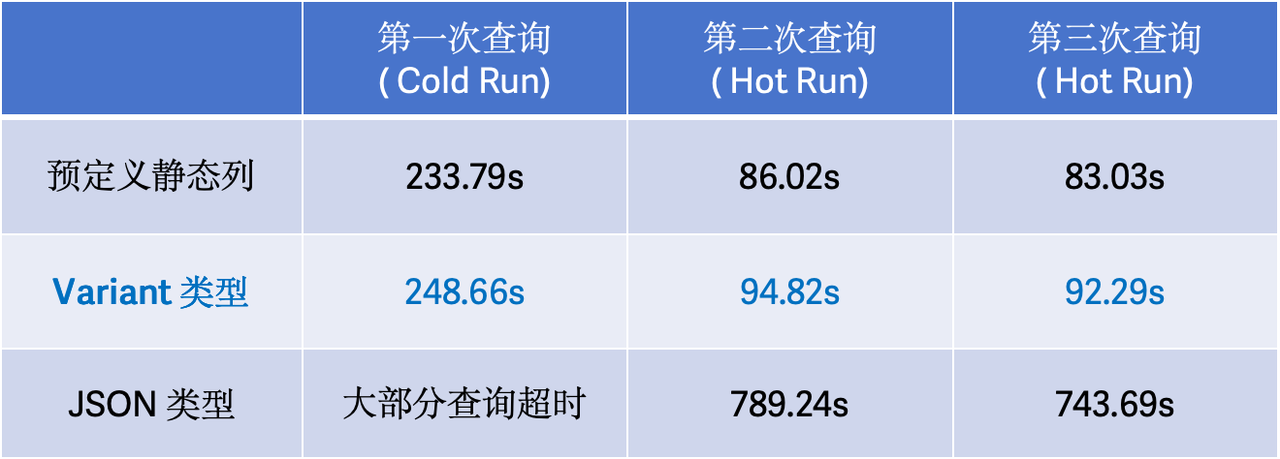 第一次查询 第二次查询 第三次查询
( Cold Run) ( Hot Run) ( Hot Run)
预定义静态列 233.79s 86.02s 83.03s
Variant 类型 248.66s 94.82s 92.29s
JSON 类型 大部分查询超时 789.24s 743.69s